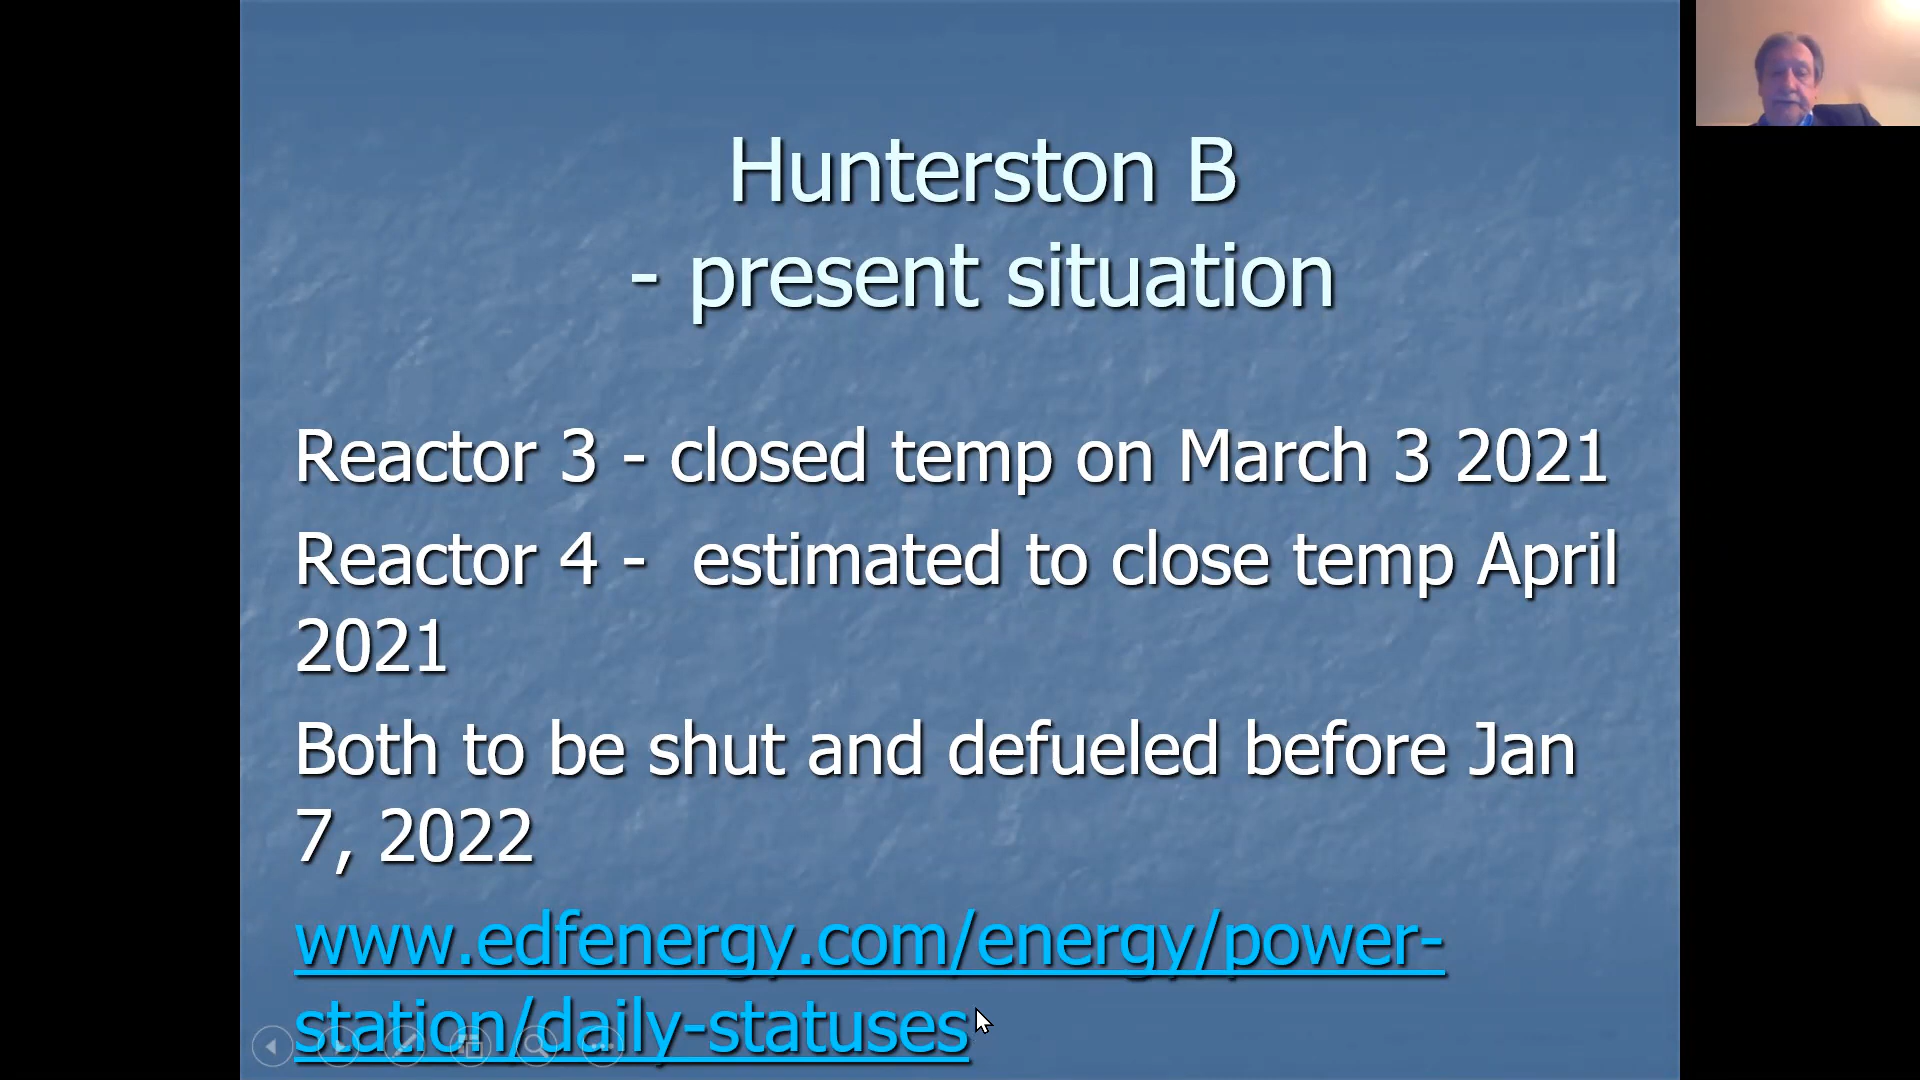 Hunterston B
- present situation
Reactor 3 - closed temp on March 3 2021
Reactor 4 -  estimated to close temp April
2021
Both to be shut and defueled before Jan
7, 2022
www.edfenergy.com/energy/power-
station/daily-statuses